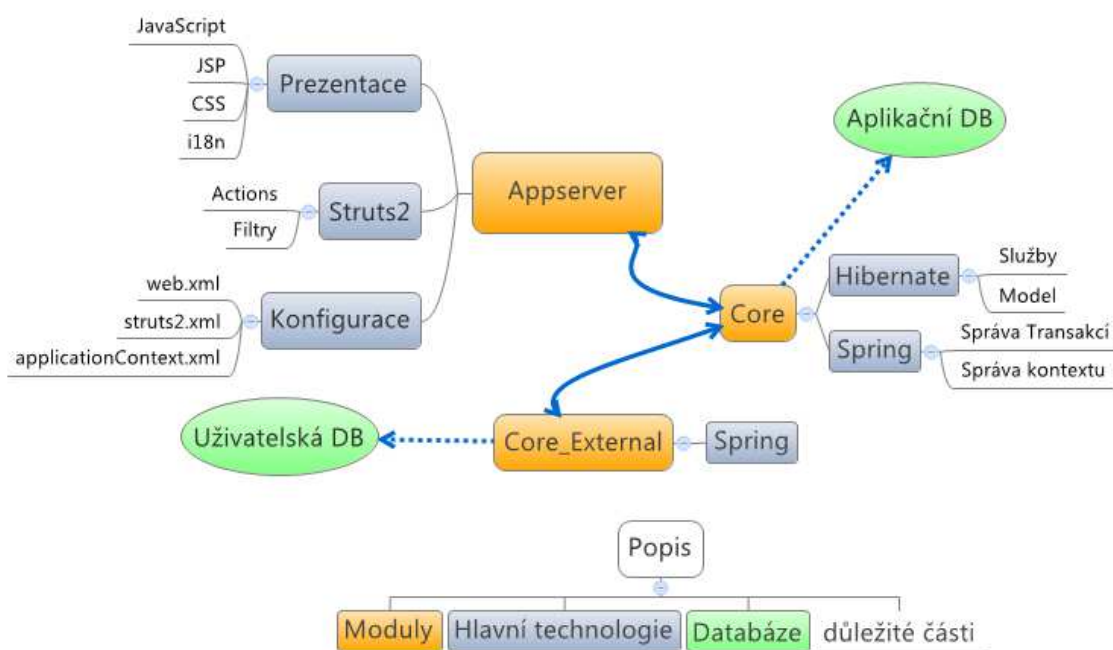 JavaScript
JSP
CSS
i18n
Prezentace
Actions
Filtry
Struts2
web.xml
struts2.xml
applicationContext.xml
Konfigurace
Appserver
Aplikační DB
Core
Hibernate
Služby
Model
Spring
Správa Transakcí
Správa kontextu
Uživatelská DB
Core_External
Spring
Popis
Moduly
Hlavní technologie
Databáze
důležité části